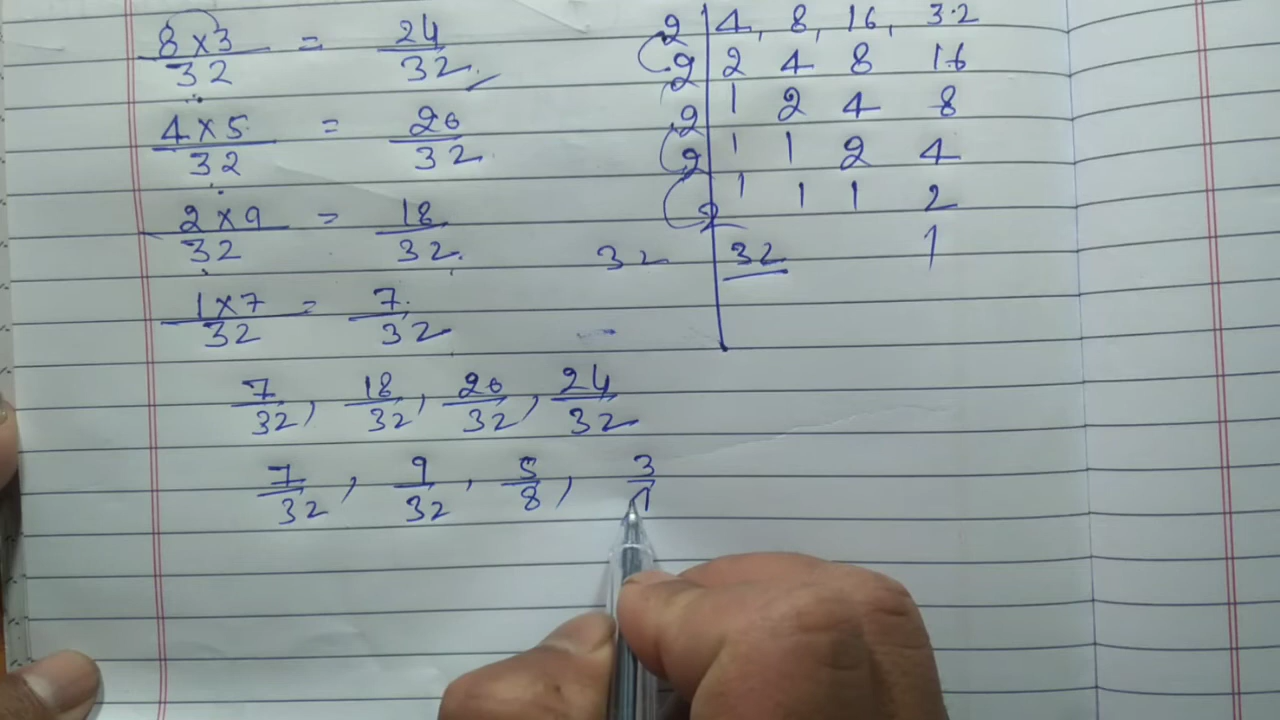 8 × 3 / 32 = 24 / 32
4 × 5 / 32 = 20 / 32
2 × 9 / 32 = 18 / 32
1 × 7 / 32 = 7 / 32
7/32, 18/32, 20/32, 24/32
7/32, 9/32, 5/8, 3/4
2 | 4, 8, 16, 32
2 | 2 4 8 16
2 | 1 2 4 8
2 | 1 1 2 4
2 | 1 1 1 2
32 | 32 1